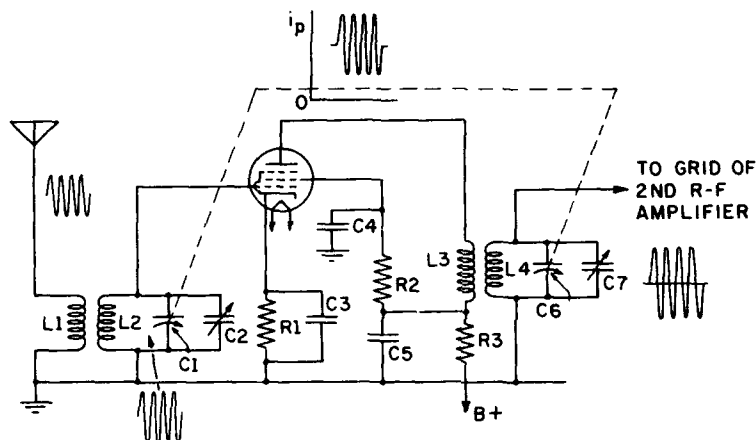 ip
0
TO GRID OF
2ND R-F
AMPLIFIER
C4
L3
L4
C7
R2
C6
L1
L2
C2
R1
C3
C1
C5
R3
B+